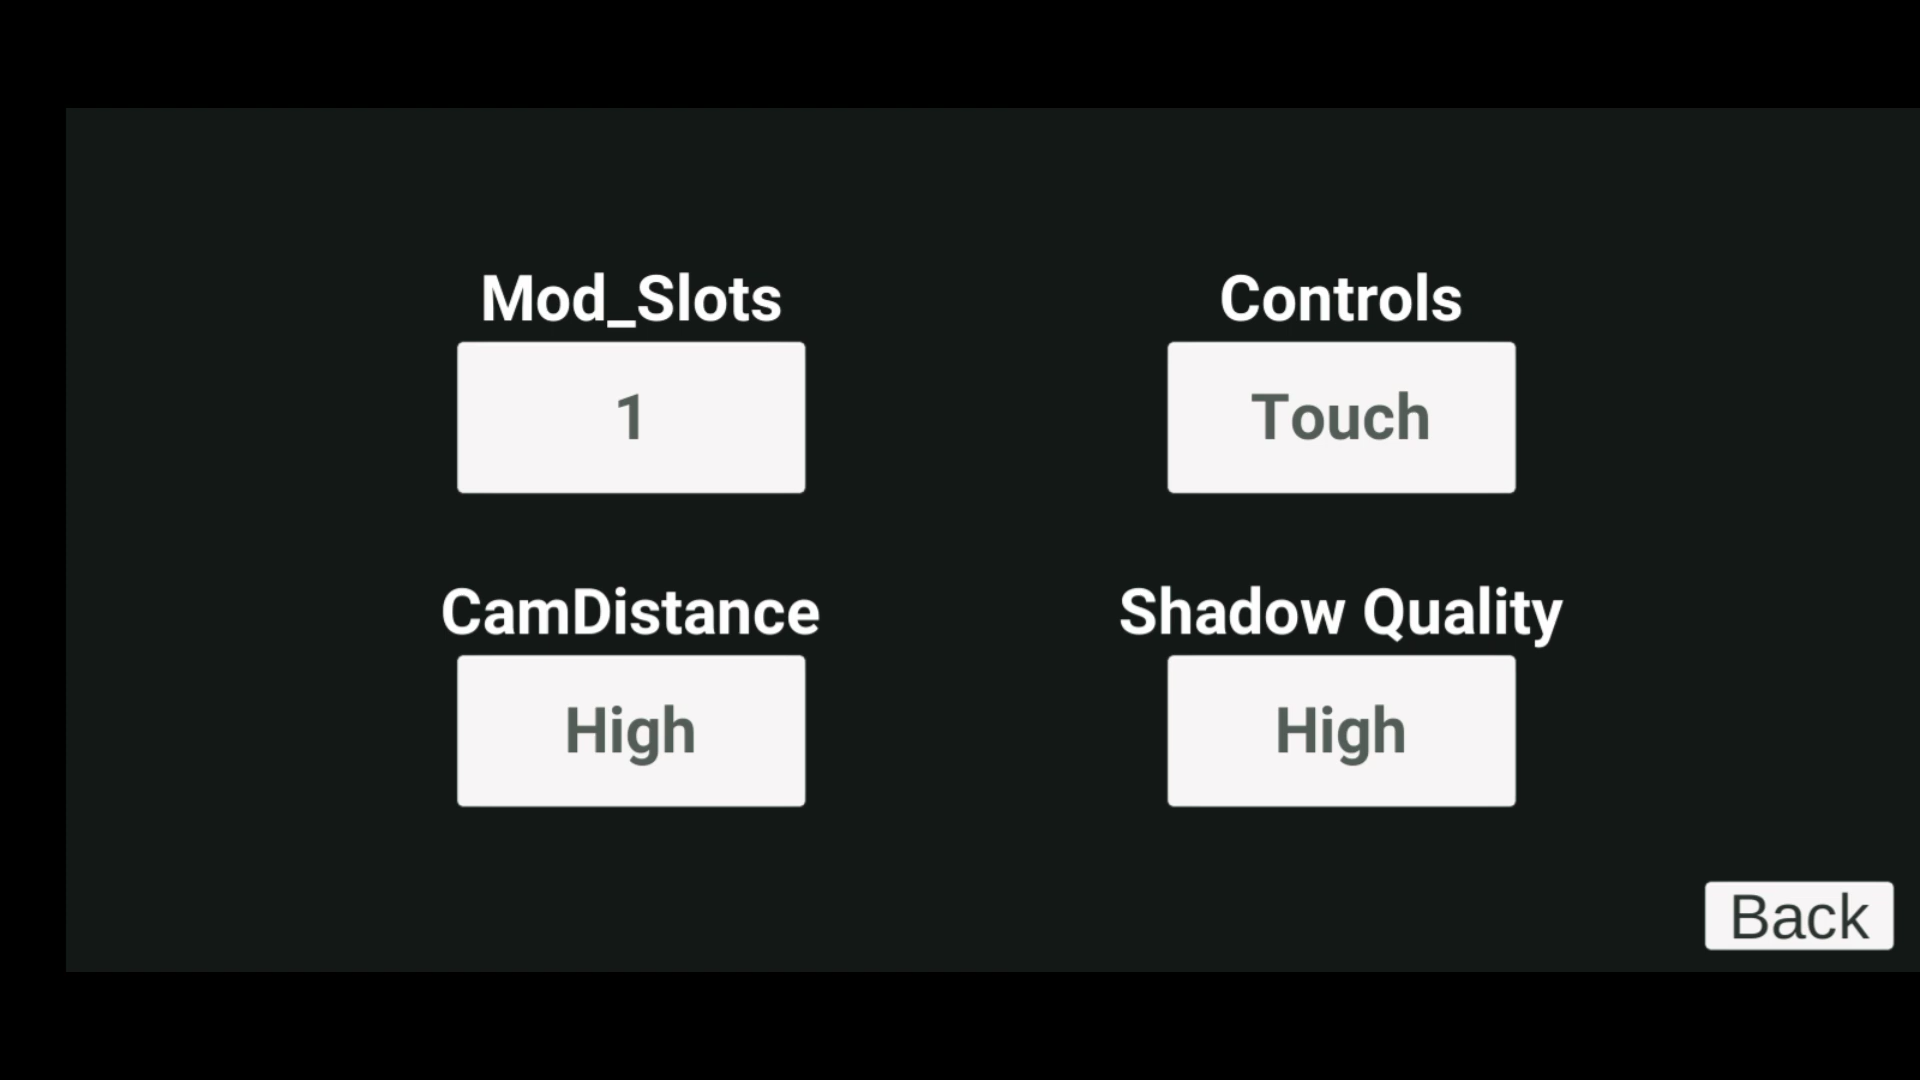 Mod_Slots
Controls
1
Touch
CamDistance
Shadow Quality
High
High
Back